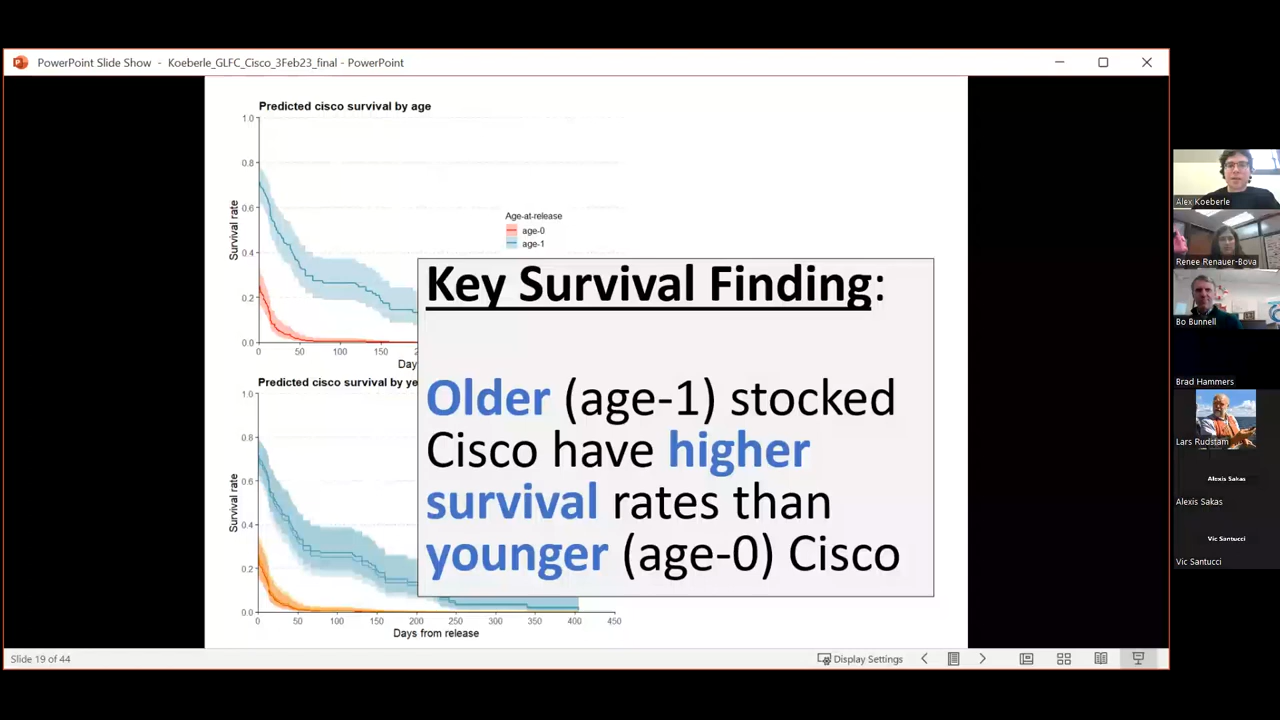 PowerPoint Slide Show - Koeberle_GLFC_Cisco_3Feb23_final - PowerPoint
Predicted cisco survival by age
1.0
0.8
0.6
0.4
0.2
0.0
Survival rate
0
50
100
150
Age-at-release
age-0
age-1
Key Survival Finding:
Older (age-1) stocked
Cisco have higher
survival rates than
younger (age-0) Cisco
Predicted cisco survival by ye
1.0
0.8
0.6
0.4
0.2
0.0
Survival rate
0
50
100
150
200
250
300
350
400
450
Days from release
Slide 19 of 44
Display Settings
Alex Koeberle
Renee Renauer-Bova
Bo Bunnell
Brad Hammers
Lars Rudstam
Alexis Sakas
Alexis Sakas
Vic Santucci
Vic Santucci